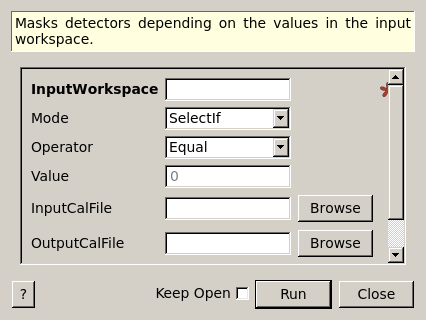 Masks detectors depending on the values in the input
workspace.
InputWorkspace
Mode SelectIf
Operator Equal
Value 0
InputCalFile Browse
OutputCalFile Browse
? Keep Open Run Close